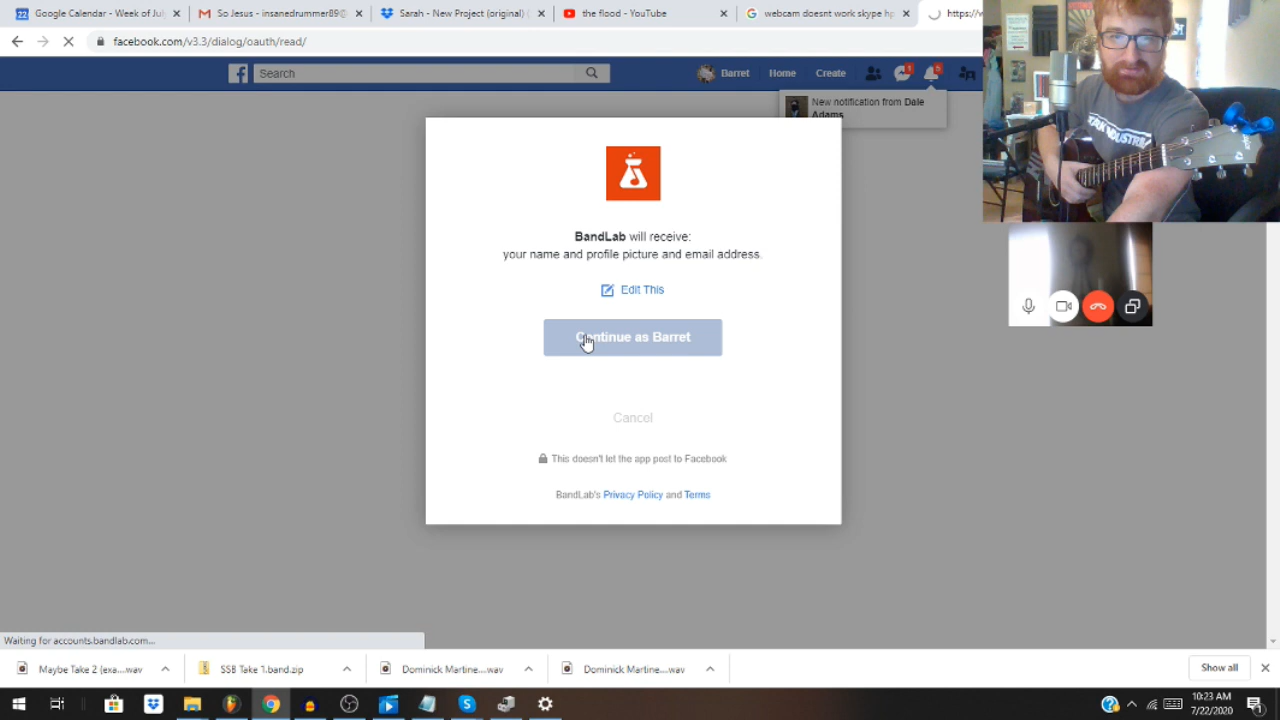 Google Calendar - Week of Jul
So Jesus - insanedrummer89@
Sarah - New Project (original) (
the flood - YouTube
webcam doesnt work skype hp
https://w
facebook.com/v3.3/dialog/oauth/read/
Search
Barret
Home
Create
1
5
New notification from Dale
Adams
BandLab will receive:
your name and profile picture and email address.
Edit This
Continue as Barret
Cancel
This doesn't let the app post to Facebook
BandLab's Privacy Policy and Terms
Waiting for accounts.bandlab.com...
Maybe Take 2 (exa....wav
SSB Take 1.band.zip
Dominick Martine....wav
Dominick Martine....wav
Show all
10:23 AM
7/22/2020
1